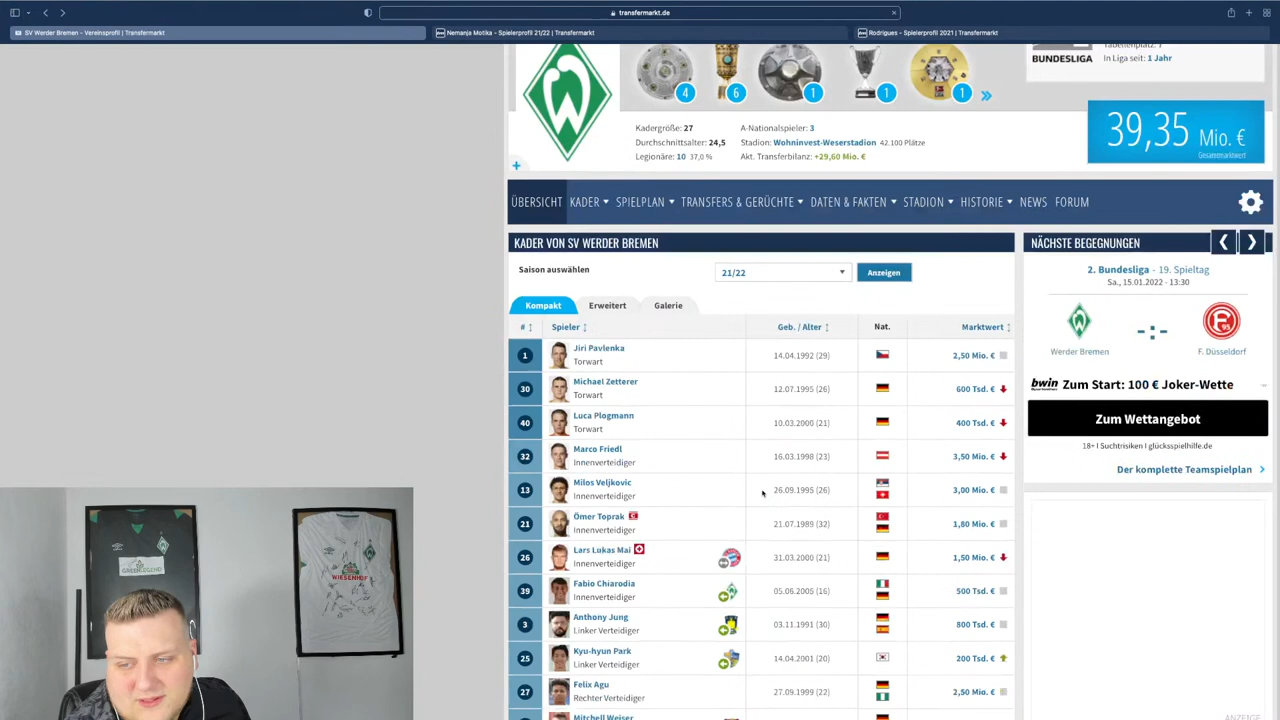 transfermarkt.de
SV Werder Bremen - Vereinsprofil | Transfermarkt
Nemanja Motika - Spielerprofil 21/22 | Transfermarkt
Rodrigues - Spielerprofil 2021 | Transfermarkt
4
6
1
1
1
BUNDESLIGA
Tabellenplatz: 7
In Liga seit: 1 Jahr
Kadergröße: 27
Durchschnittsalter: 24,5
Legionäre: 10 37,0 %
A-Nationalspieler: 3
Stadion: Wohninvest-Weserstadion 42.100 Plätze
Akt. Transferbilanz: +29,60 Mio. €
39,35 Mio. €
Gesamtmarktwert
ÜBERSICHT KADER SPIELPLAN TRANSFERS & GERÜCHTE DATEN & FAKTEN STADION HISTORIE NEWS FORUM
KADER VON SV WERDER BREMEN
Saison auswählen 21/22 Anzeigen
Kompakt Erweitert Galerie
# Spieler Geb. / Alter Nat. Marktwert
1 Jiri Pavlenka Torwart 14.04.1992 (29) 2,50 Mio. €
30 Michael Zetterer Torwart 12.07.1995 (26) 600 Tsd. €
40 Luca Plogmann Torwart 10.03.2000 (21) 400 Tsd. €
32 Marco Friedl Innenverteidiger 16.03.1998 (23) 3,50 Mio. €
13 Milos Veljkovic Innenverteidiger 26.09.1995 (26) 3,00 Mio. €
21 Ömer Toprak Innenverteidiger 21.07.1989 (32) 1,80 Mio. €
26 Lars Lukas Mai Innenverteidiger 31.03.2000 (21) 1,50 Mio. €
39 Fabio Chiarodia Innenverteidiger 05.06.2005 (16) 500 Tsd. €
3 Anthony Jung Linker Verteidiger 03.11.1991 (30) 800 Tsd. €
25 Kyu-hyun Park Linker Verteidiger 14.04.2001 (20) 200 Tsd. €
27 Felix Agu Rechter Verteidiger 27.09.1999 (22) 2,50 Mio. €
Mitchell Weiser
NÄCHSTE BEGEGNUNGEN
2. Bundesliga - 19. Spieltag
Sa., 15.01.2022 - 13:30
-:-
Werder Bremen F. Düsseldorf
bwin Zum Start: 100 € Joker-Wette
Zum Wettangebot
18+ | Suchtrisiken | glücksspielhilfe.de
Der komplette Teamspielplan
ANZEIGE
WIESENHOF